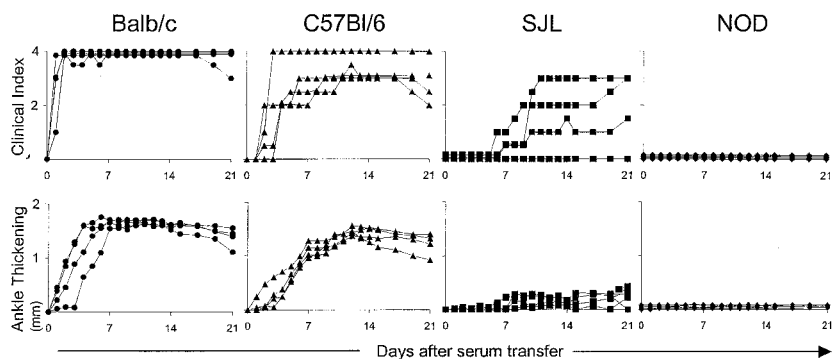 Balb/c C57Bl/6 SJL NOD
Clinical Index
4
2
0 7 14 21 0 7 14 21 0 7 14 21 0 7 14 21
Ankle Thickening
(mm)
2
1
0
0 7 14 21 0 7 14 21 0 7 14 21 0 7 14 21
Days after serum transfer